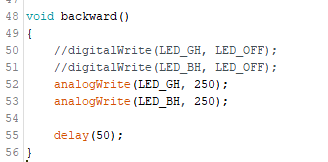 48 void backward()
49 {
50 //digitalWrite(LED_GH, LED_OFF);
51 //digitalWrite(LED_BH, LED_OFF);
52 analogWrite(LED_GH, 250);
53 analogWrite(LED_BH, 250);
54
55 delay(50);
56 }